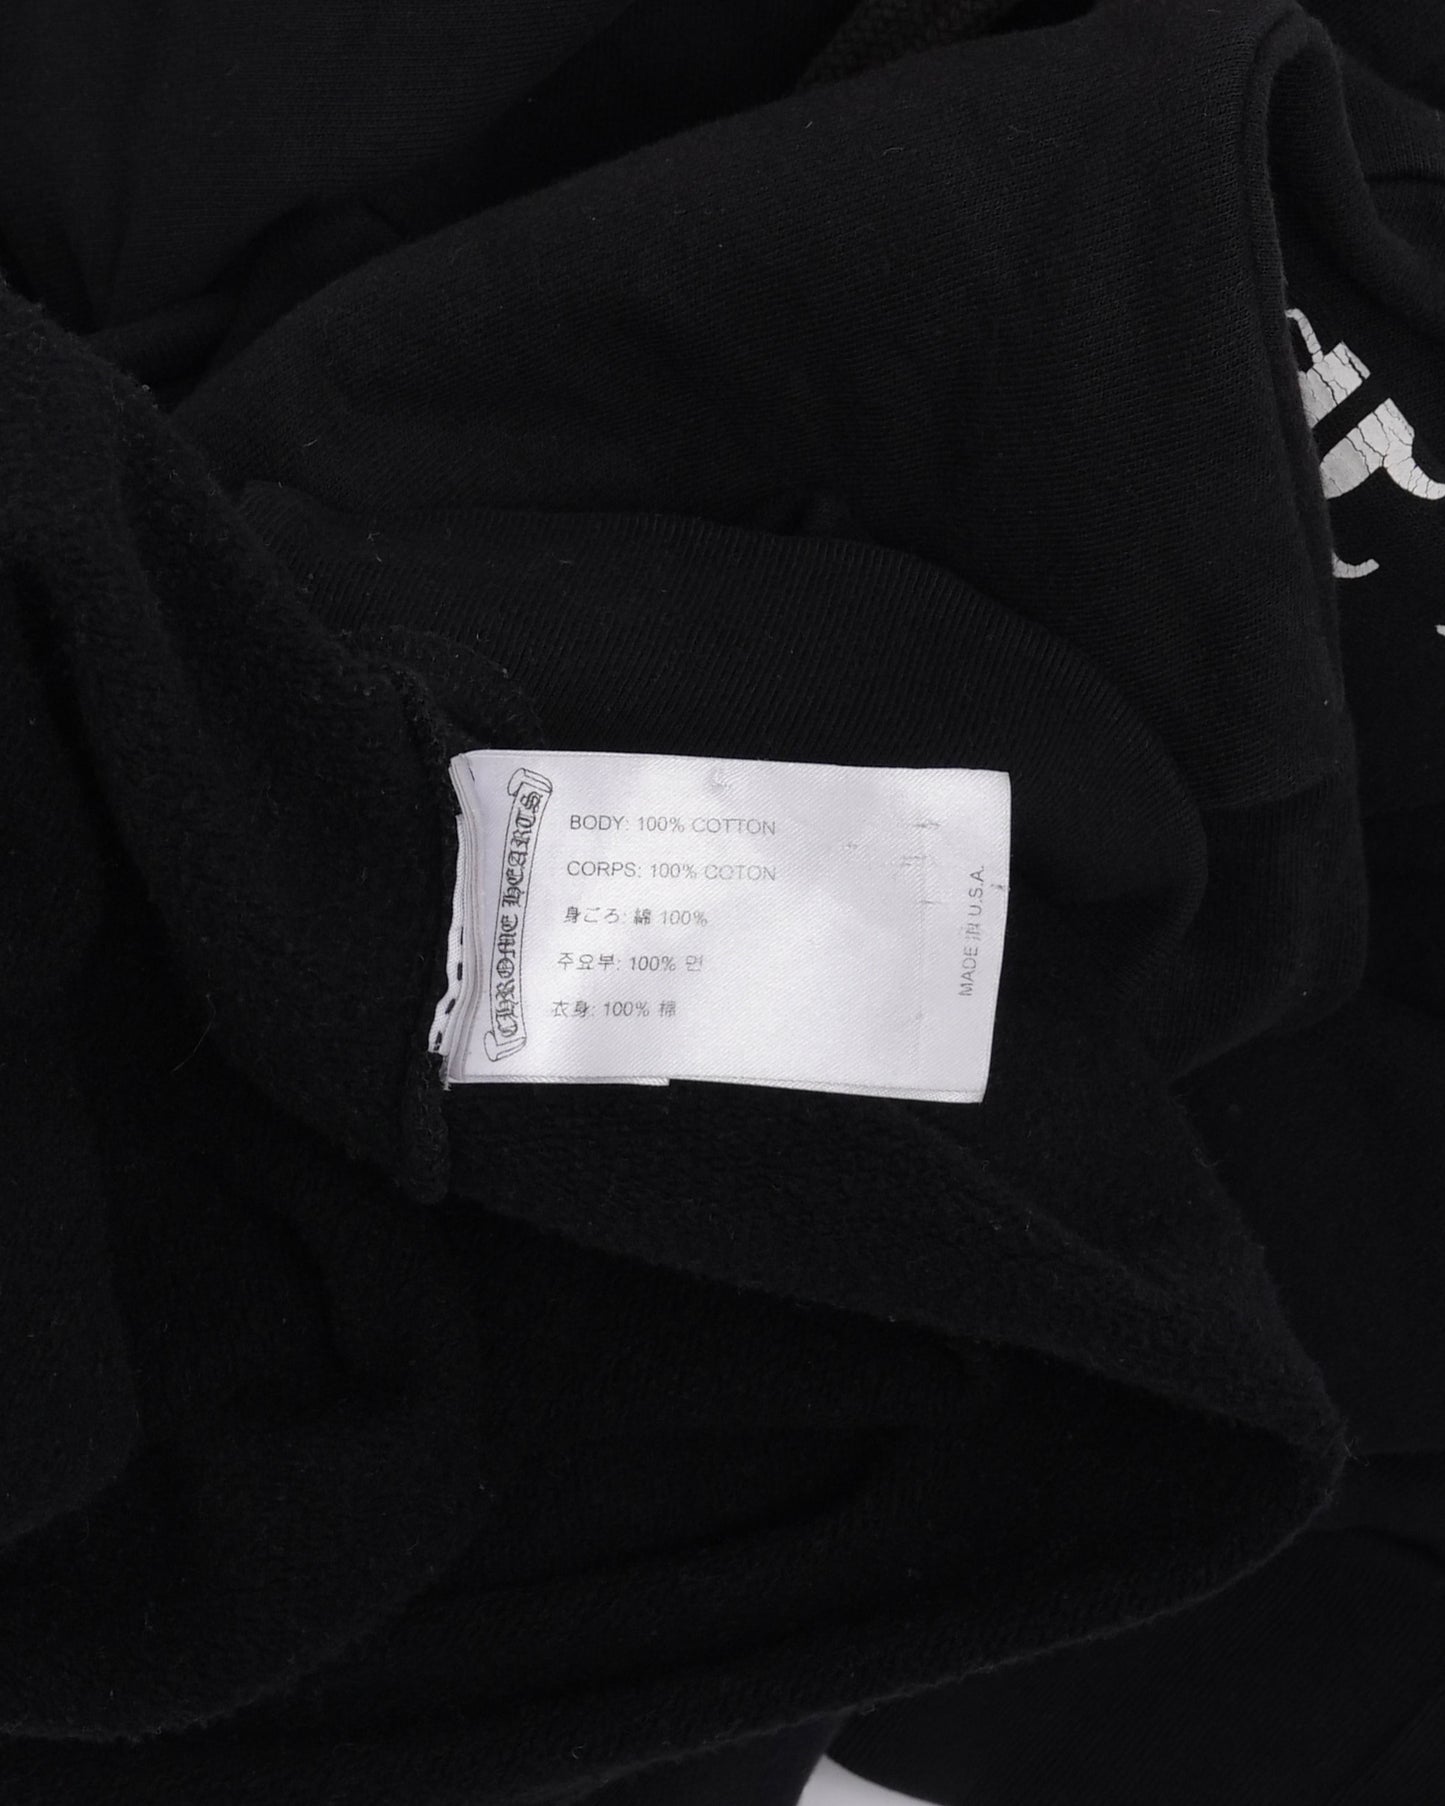 CHROME HEARTS
BODY: 100% COTTON
CORPS: 100% COTON
身ごろ: 綿 100%
주요부: 100% 면
衣身: 100% 棉
MADE IN U.S.A.